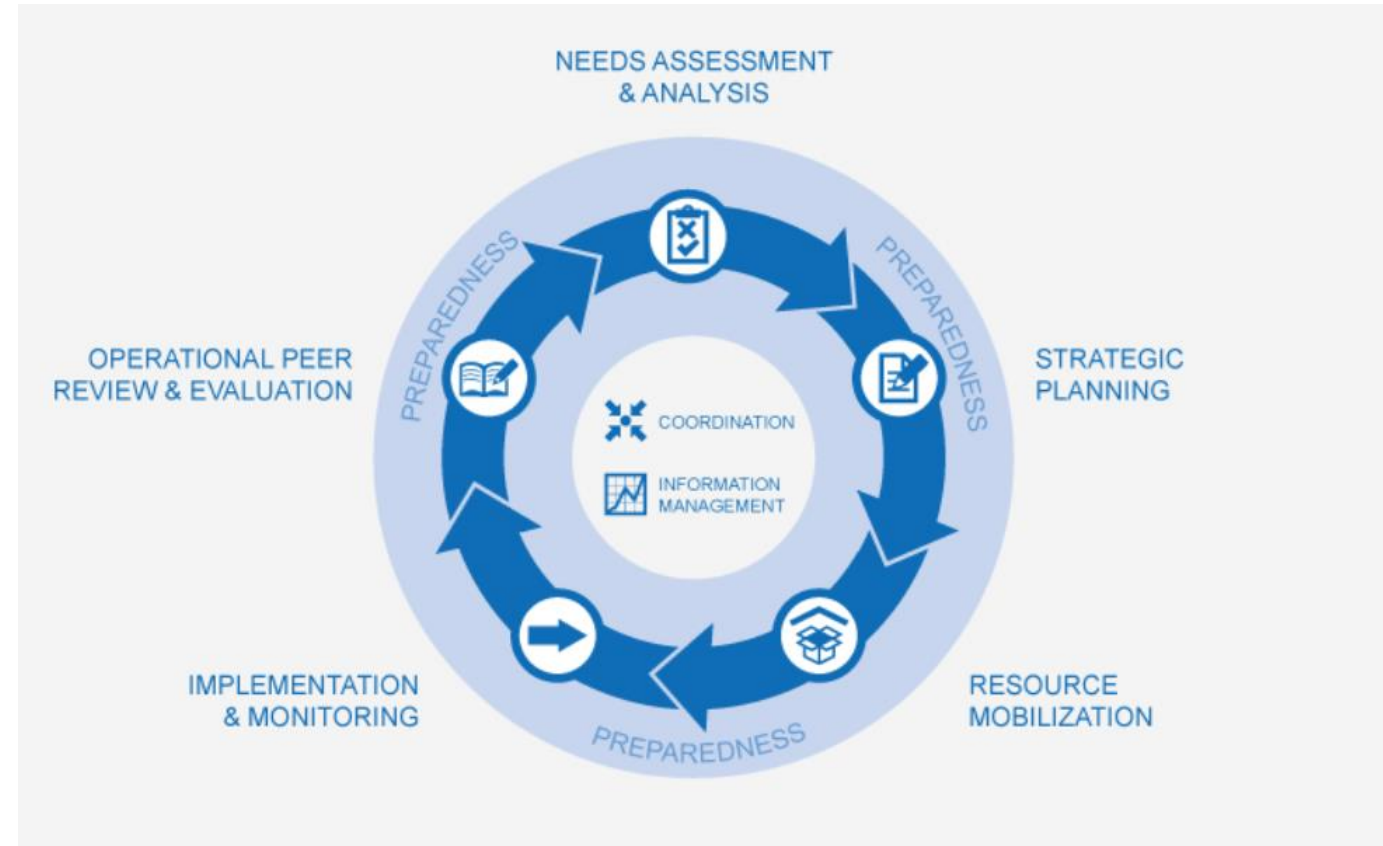 NEEDS ASSESSMENT
& ANALYSIS
PREPAREDNESS
PREPAREDNESS
OPERATIONAL PEER
REVIEW & EVALUATION
STRATEGIC
PLANNING
COORDINATION
INFORMATION
MANAGEMENT
IMPLEMENTATION
& MONITORING
RESOURCE
MOBILIZATION
PREPAREDNESS